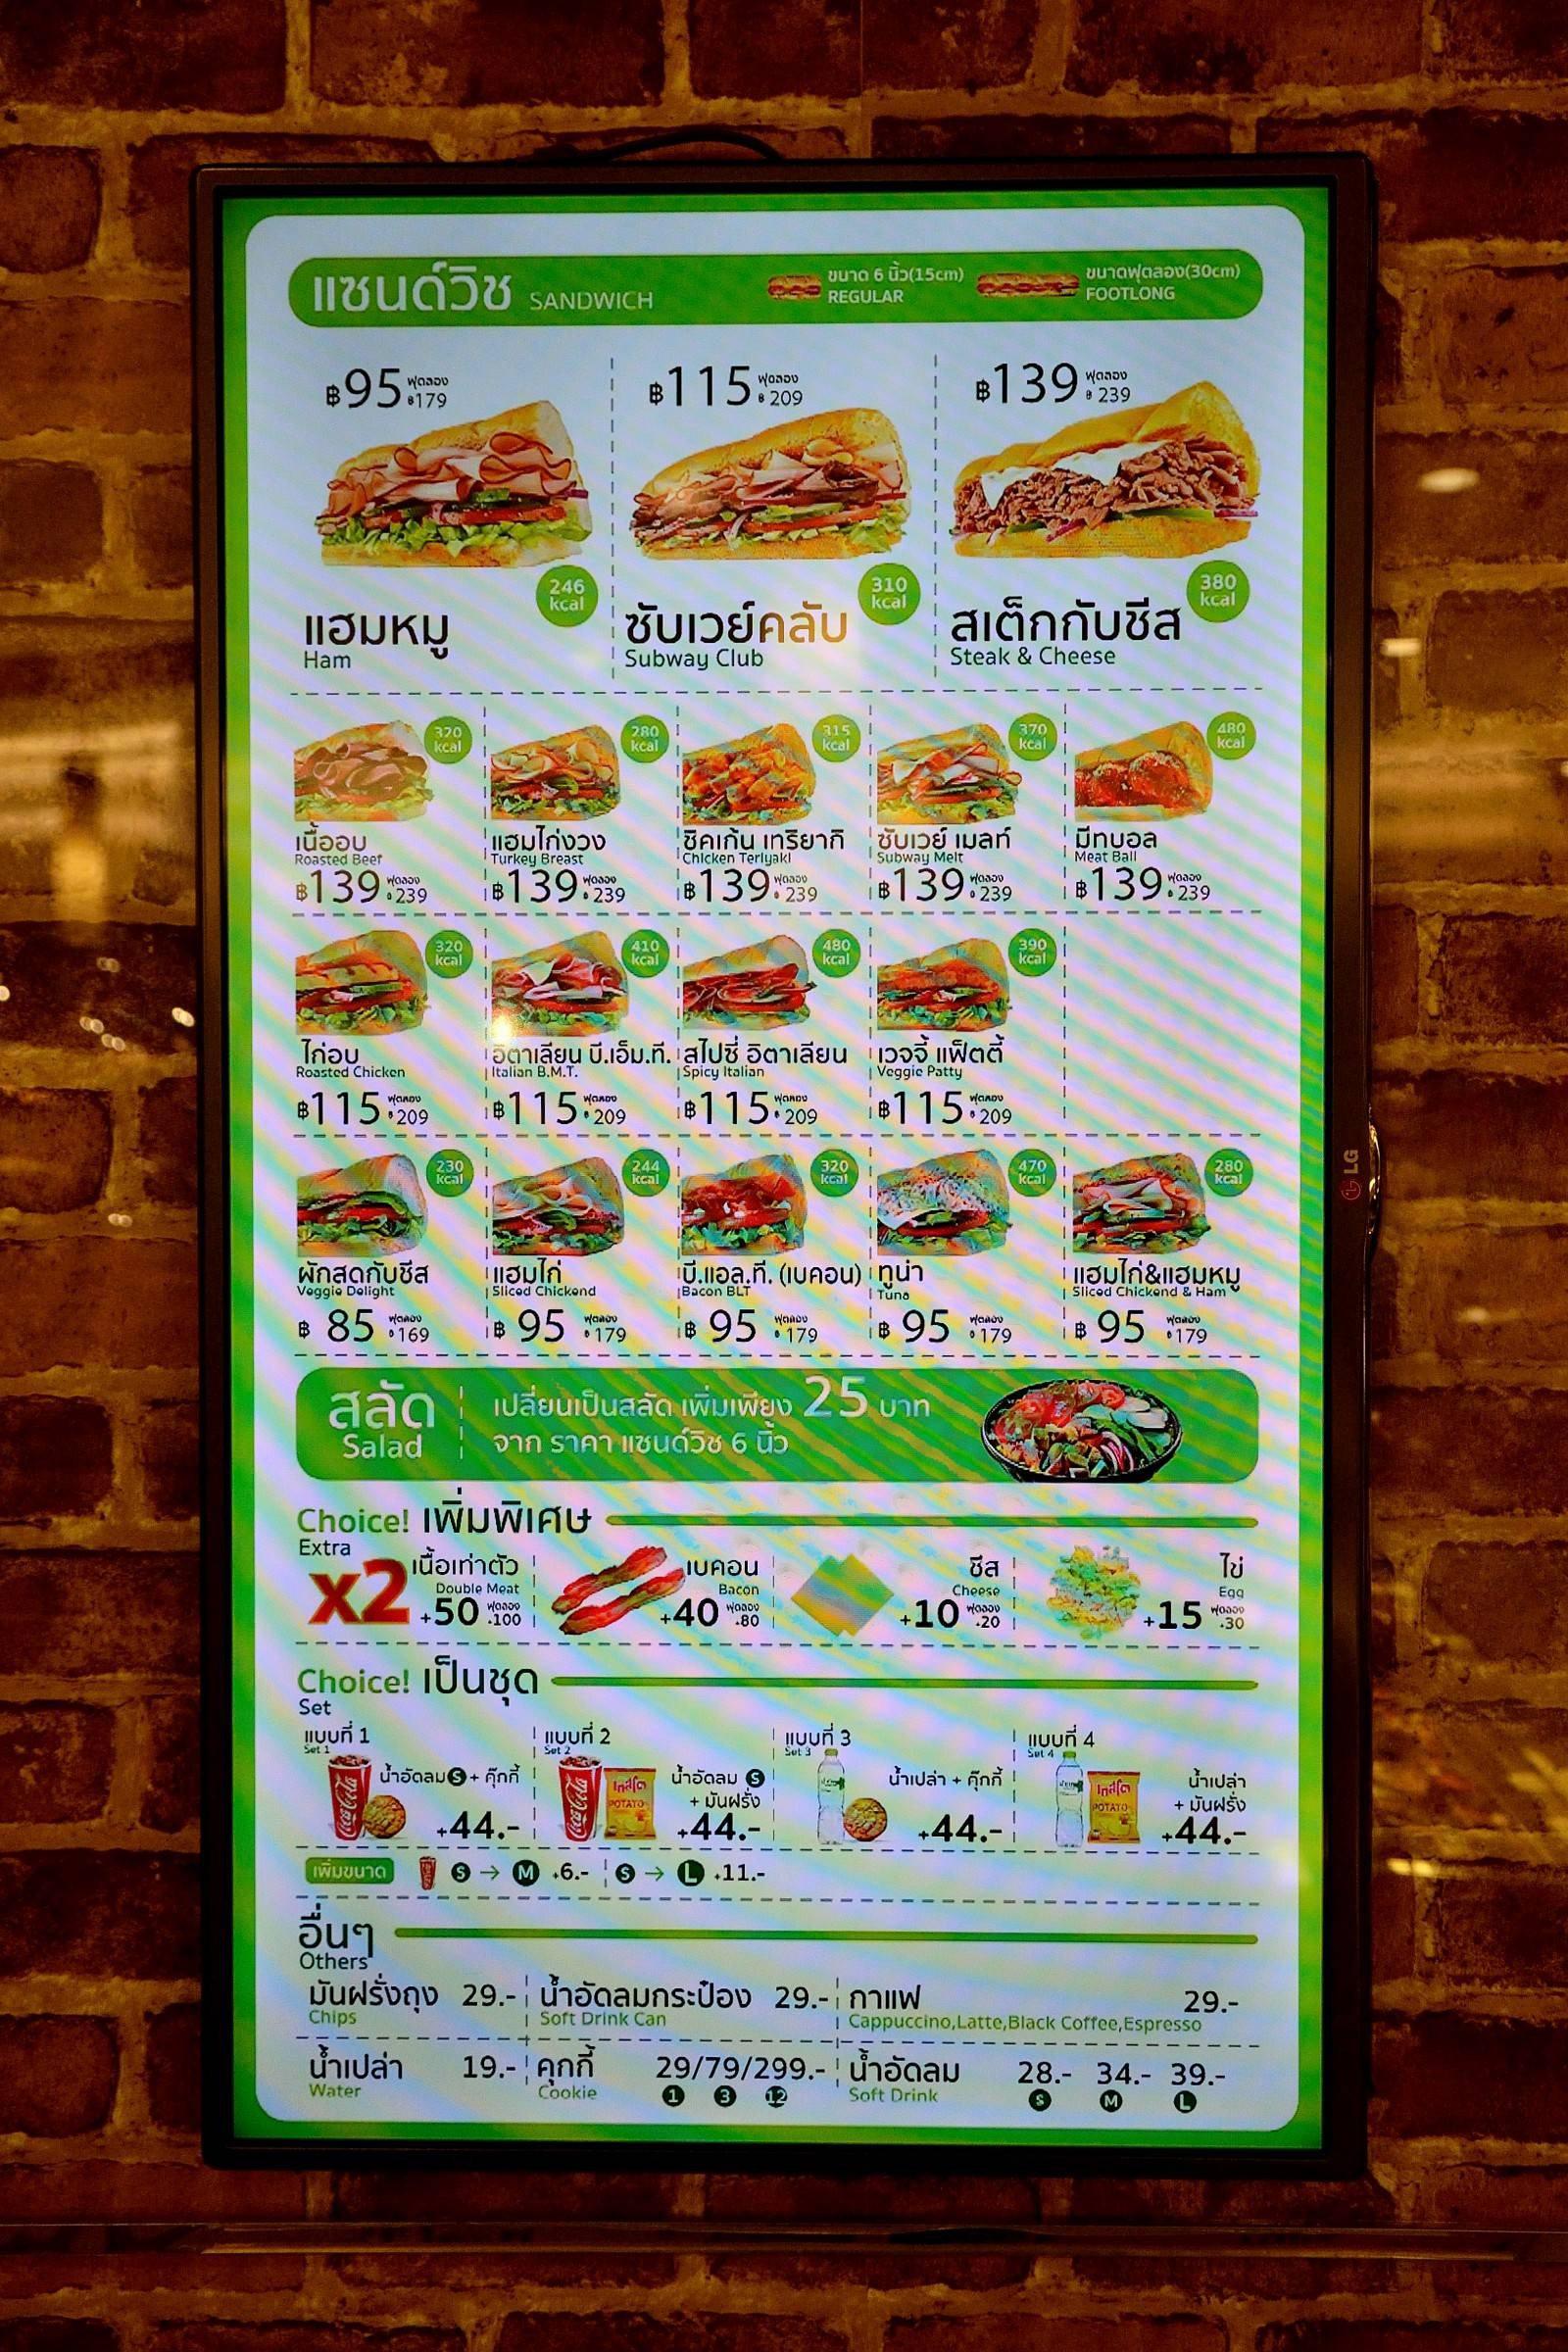 แซนด์วิช SANDWICH
ขนาด 6 นิ้ว(15cm)
REGULAR
ขนาดฟุตลอง(30cm)
FOOTLONG
฿95 ฟุตลอง ฿179
฿115 ฟุตลอง ฿209
฿139 ฟุตลอง ฿239
246 kcal
310 kcal
380 kcal
แฮมหมู
Ham
ซับเวย์คลับ
Subway Club
สเต็กกับชีส
Steak & Cheese
320 kcal
280 kcal
315 kcal
370 kcal
480 kcal
เนื้ออบ
Roasted Beef
฿139 ฟุตลอง ฿239
แฮมไก่งวง
Turkey Breast
฿139 ฟุตลอง ฿239
ชิคเก้น เทริยากิ
Chicken Teriyaki
฿139 ฟุตลอง ฿239
ซับเวย์ เมลท์
Subway Melt
฿139 ฟุตลอง ฿239
มีทบอล
Meat Ball
฿139 ฟุตลอง ฿239
320 kcal
410 kcal
480 kcal
390 kcal
ไก่อบ
Roasted Chicken
฿115 ฟุตลอง ฿209
อิตาเลียน บี.เอ็ม.ที.
Italian B.M.T.
฿115 ฟุตลอง ฿209
สไปซี่ อิตาเลียน
Spicy Italian
฿115 ฟุตลอง ฿209
เวจจี้ แพ็ตตี้
Veggie Patty
฿115 ฟุตลอง ฿209
230 kcal
244 kcal
320 kcal
470 kcal
280 kcal
ผักสดกับชีส
Veggie Delight
฿ 85 ฟุตลอง ฿169
แฮมไก่
Sliced Chickend
฿ 95 ฟุตลอง ฿179
บี.แอล.ที. (เบคอน)
Bacon BLT
฿ 95 ฟุตลอง ฿179
ทูน่า
Tuna
฿ 95 ฟุตลอง ฿179
แฮมไก่&แฮมหมู
Sliced Chickend & Ham
฿ 95 ฟุตลอง ฿179
สลัด
Salad
เปลี่ยนเป็นสลัด เพิ่มเพียง 25 บาท
จาก ราคา แซนด์วิช 6 นิ้ว
Choice! เพิ่มพิเศษ
Extra
x2
เนื้อเท่าตัว
Double Meat
+50 ฟุตลอง .100
เบคอน
Bacon
+40 ฟุตลอง .80
ชีส
Cheese
+10 ฟุตลอง .20
ไข่
Egg
+15 ฟุตลอง .30
Choice! เป็นชุด
Set
แบบที่ 1
Set 1
Coca-Cola
น้ำอัดลม S + คุ๊กกี้
+44.-
แบบที่ 2
Set 2
Coca-Cola
เทสโต
POTATO
น้ำอัดลม S
+ มันฝรั่ง
+44.-
แบบที่ 3
Set 3
น้ำเปล่า + คุ๊กกี้
+44.-
แบบที่ 4
Set 4
เทสโต
POTATO
น้ำเปล่า
+ มันฝรั่ง
+44.-
เพิ่มขนาด S → M +6.- S → L +11.-
อื่นๆ
Others
มันฝรั่งถุง 29.-
Chips
น้ำอัดลมกระป๋อง 29.-
Soft Drink Can
กาแฟ 29.-
Cappuccino,Latte,Black Coffee,Espresso
น้ำเปล่า 19.-
Water
คุกกี้ 29/79/299.-
Cookie 1 3 12
น้ำอัดลม 28.- 34.- 39.-
Soft Drink S M L
LG